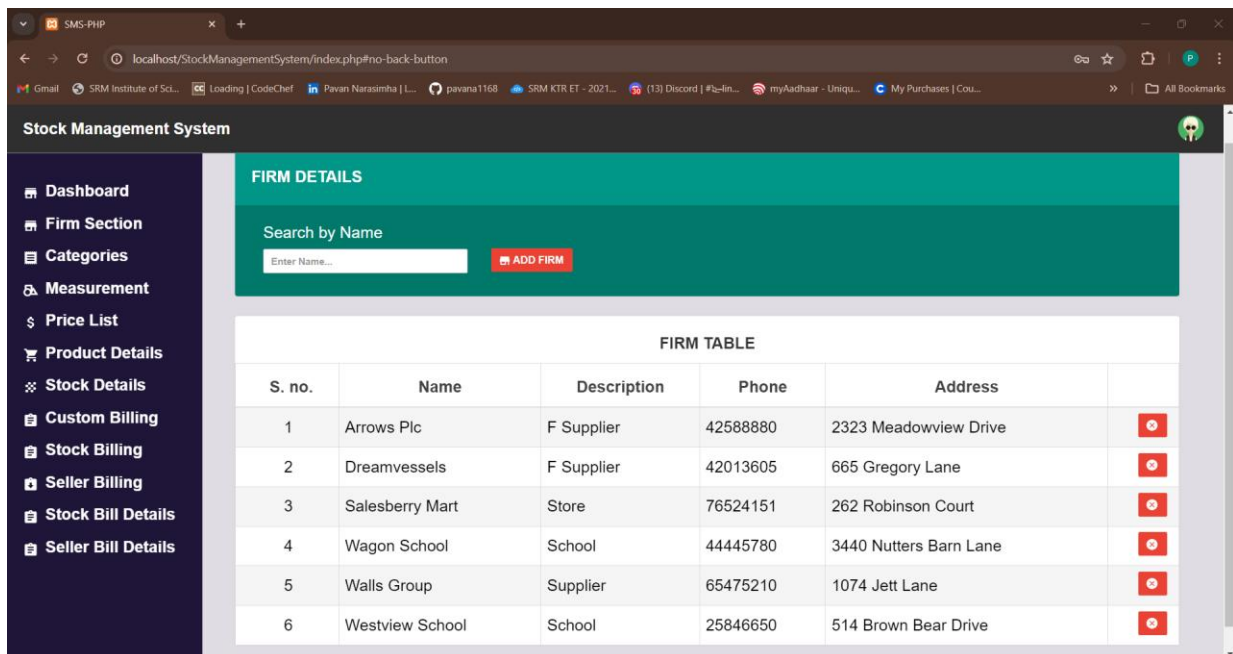 SMS-PHP
localhost/StockManagementSystem/index.php#no-back-button
P
Gmail SRM Institute of Sci... CC Loading | CodeChef in Pavan Narasimha | L... pavana1168 SRM KTR ET - 2021... 50 (13) Discord | #lin... myAadhaar - Uniqu... C My Purchases | Cou... » All Bookmarks
Stock Management System
Dashboard
Firm Section
Categories
Measurement
$ Price List
Product Details
Stock Details
Custom Billing
Stock Billing
Seller Billing
Stock Bill Details
Seller Bill Details
FIRM DETAILS
Search by Name
Enter Name...
ADD FIRM
FIRM TABLE
S. no. Name Description Phone Address
1 Arrows Plc F Supplier 42588880 2323 Meadowview Drive
2 Dreamvessels F Supplier 42013605 665 Gregory Lane
3 Salesberry Mart Store 76524151 262 Robinson Court
4 Wagon School School 44445780 3440 Nutters Barn Lane
5 Walls Group Supplier 65475210 1074 Jett Lane
6 Westview School School 25846650 514 Brown Bear Drive